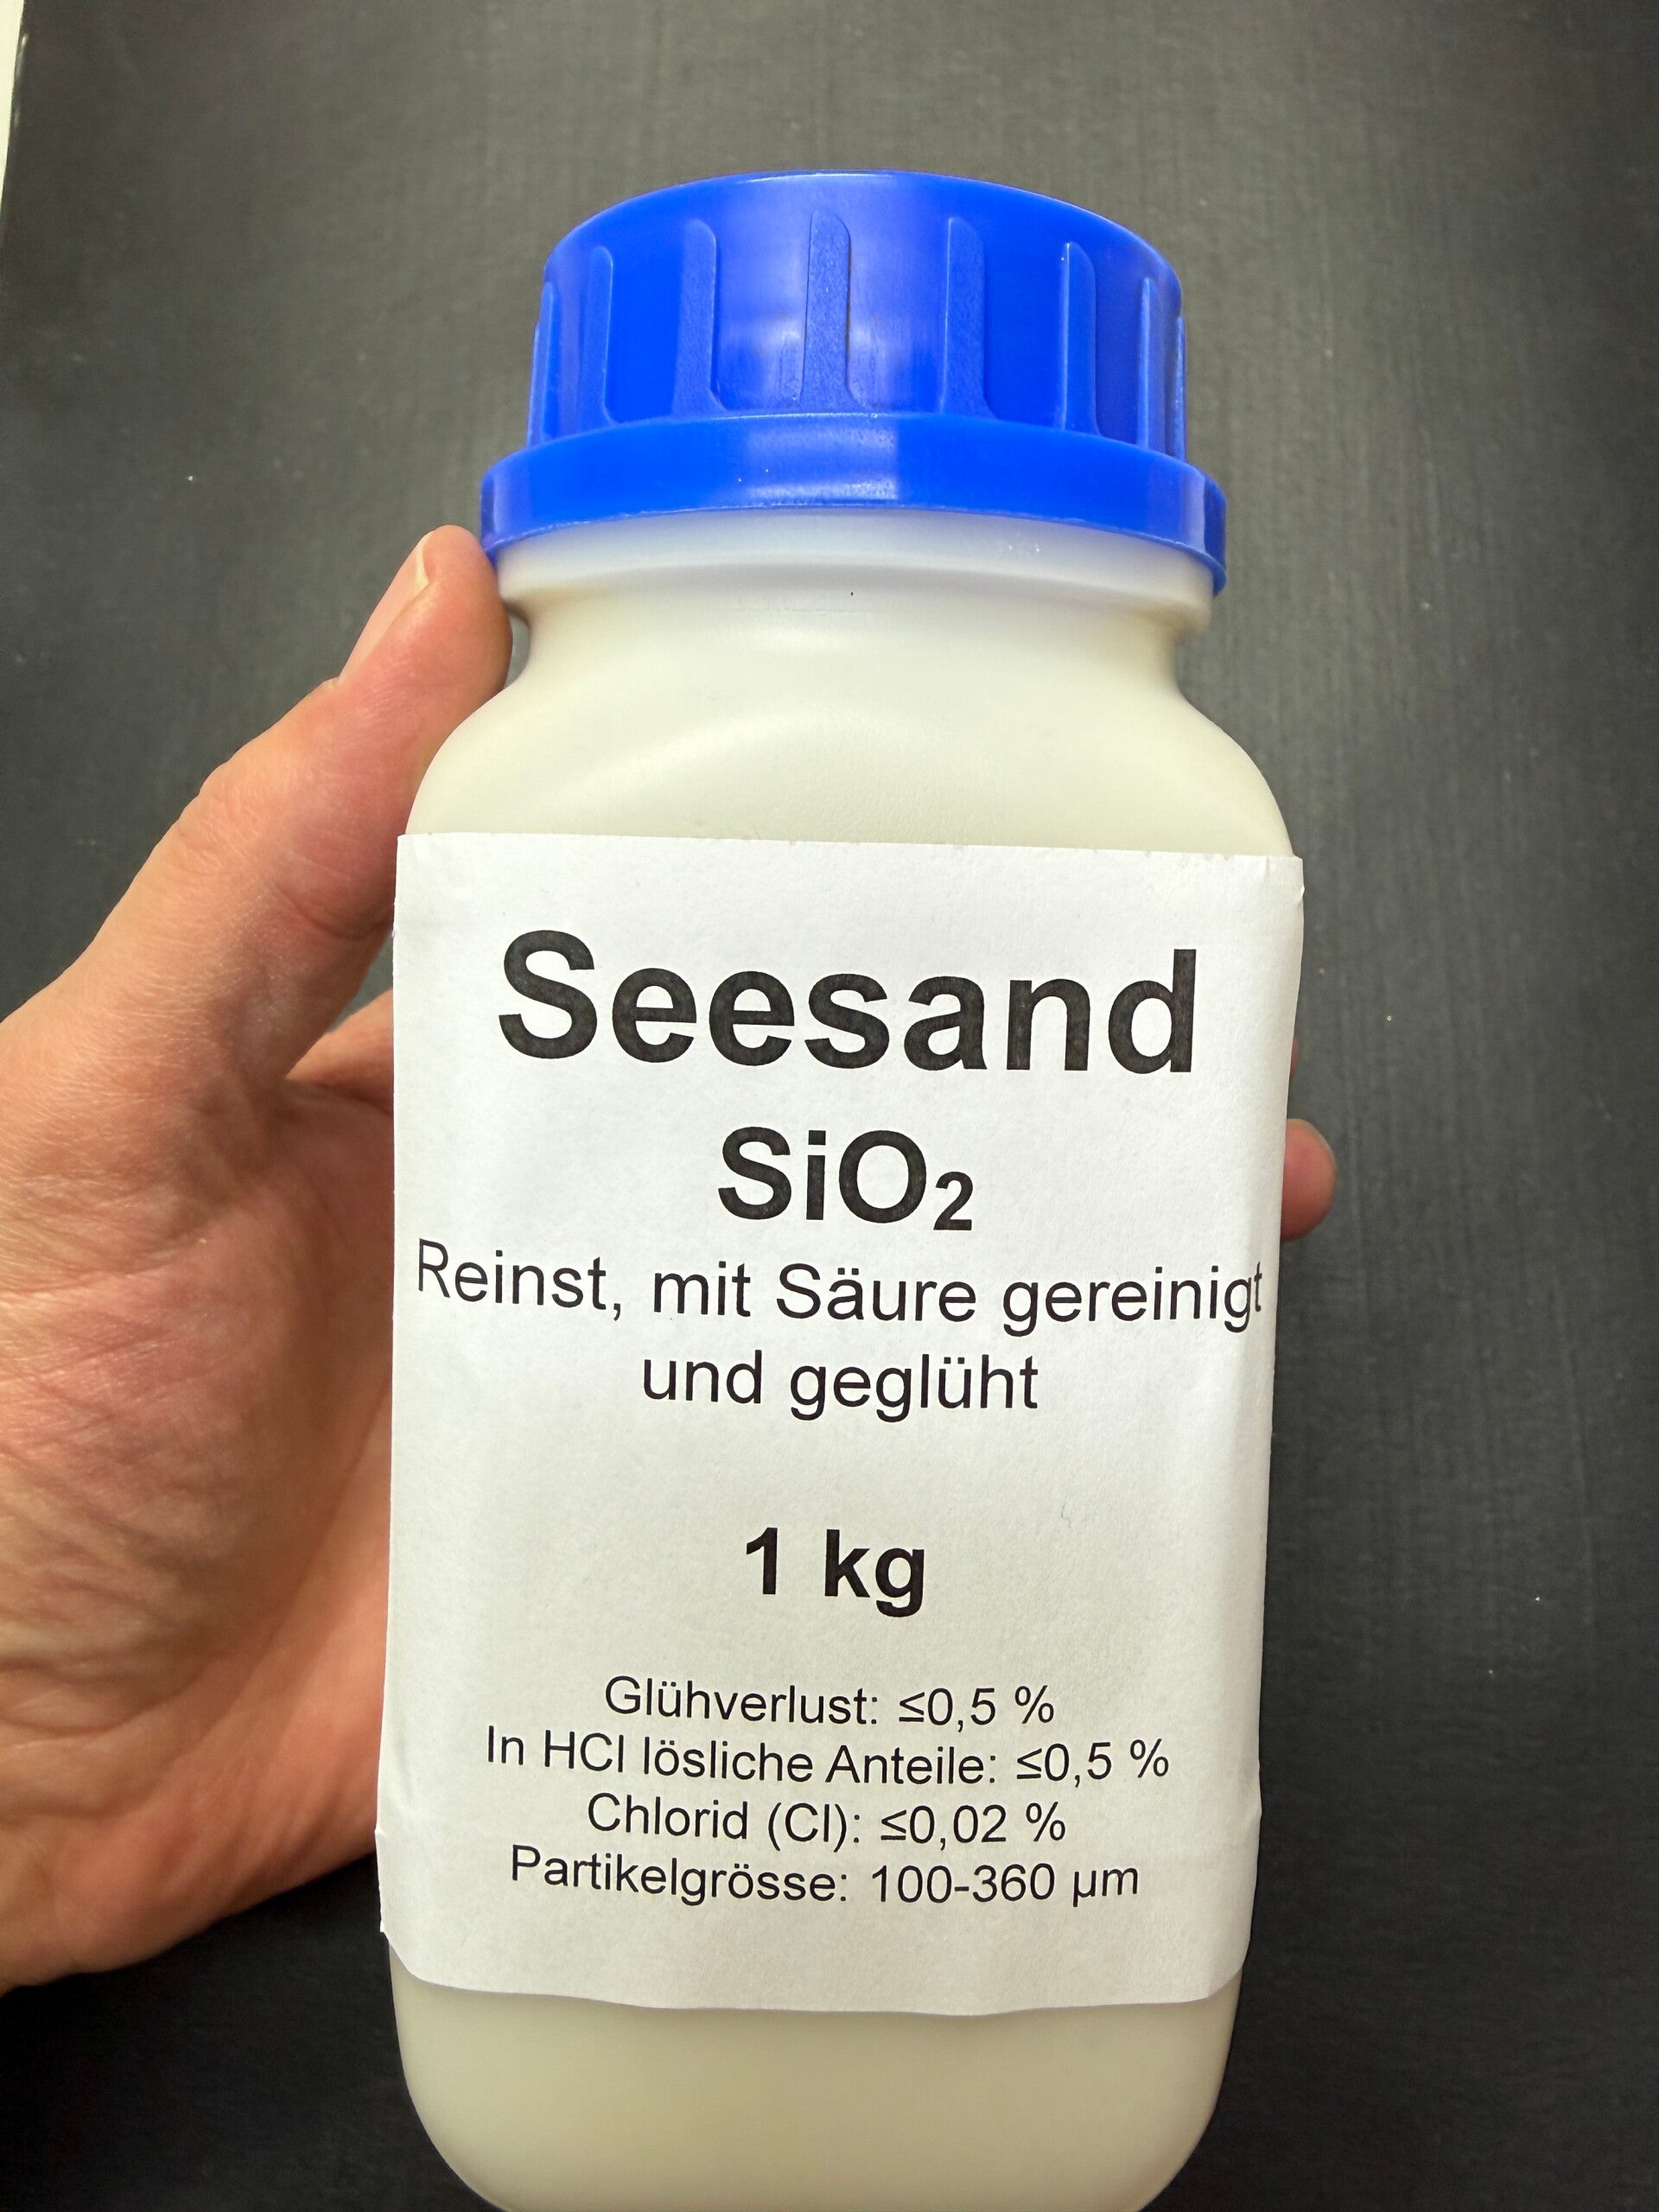 Seesand
SiO₂
Reinst, mit Säure gereinigt
und geglüht
1 kg
Glühverlust: ≤0,5 %
In HCl lösliche Anteile: ≤0,5 %
Chlorid (Cl): ≤0,02 %
Partikelgrösse: 100-360 µm